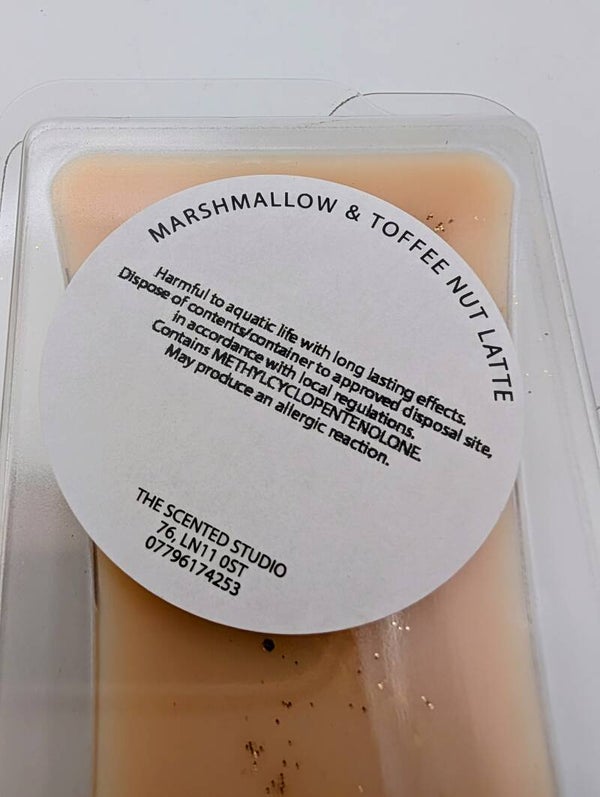 MARSHMALLOW & TOFFEE NUT LATTE
Harmful to aquatic life with long lasting effects.
Dispose of contents/container to approved disposal site,
in accordance with local regulations.
Contains METHYLCYCLOPENTENOLONE.
May produce an allergic reaction.
THE SCENTED STUDIO
76, LN11 0ST
07796174253